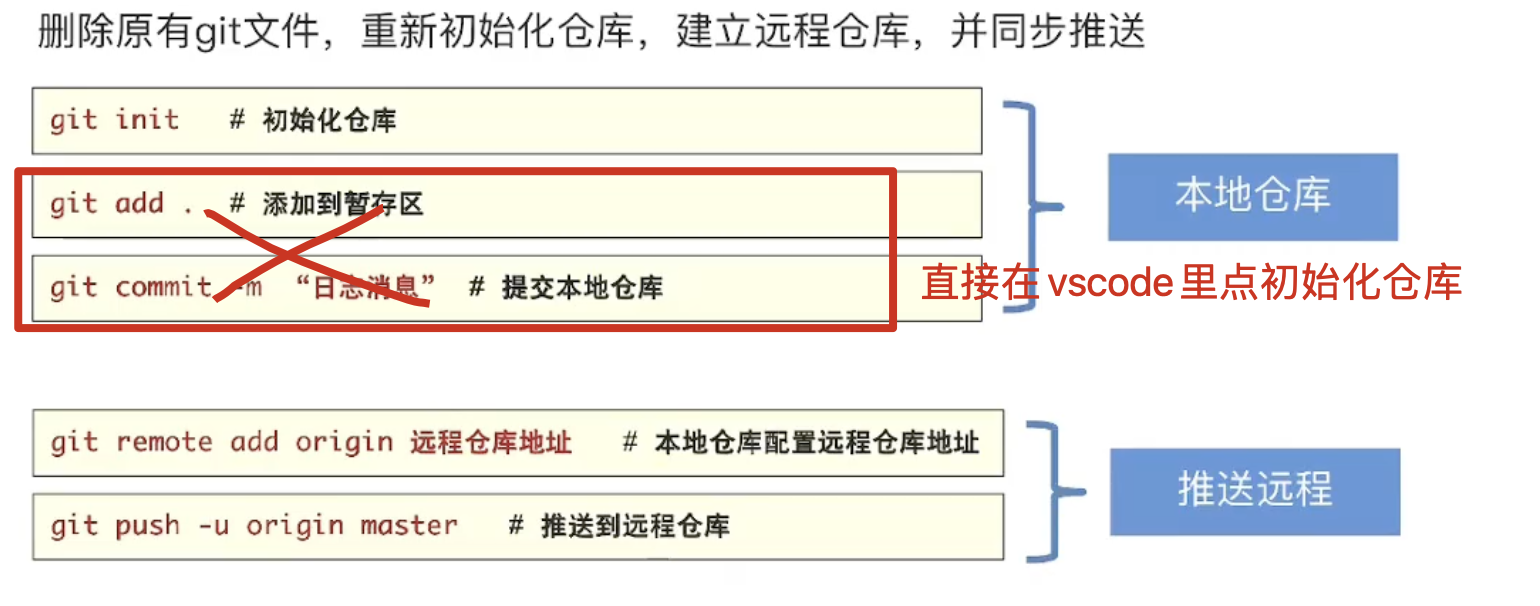 删除原有git文件，重新初始化仓库，建立远程仓库，并同步推送
git init # 初始化仓库
git add . # 添加到暂存区
git commit -m “日志消息” # 提交本地仓库
本地仓库
直接在vscode里点初始化仓库
git remote add origin 远程仓库地址 # 本地仓库配置远程仓库地址
git push -u origin master # 推送到远程仓库
推送远程